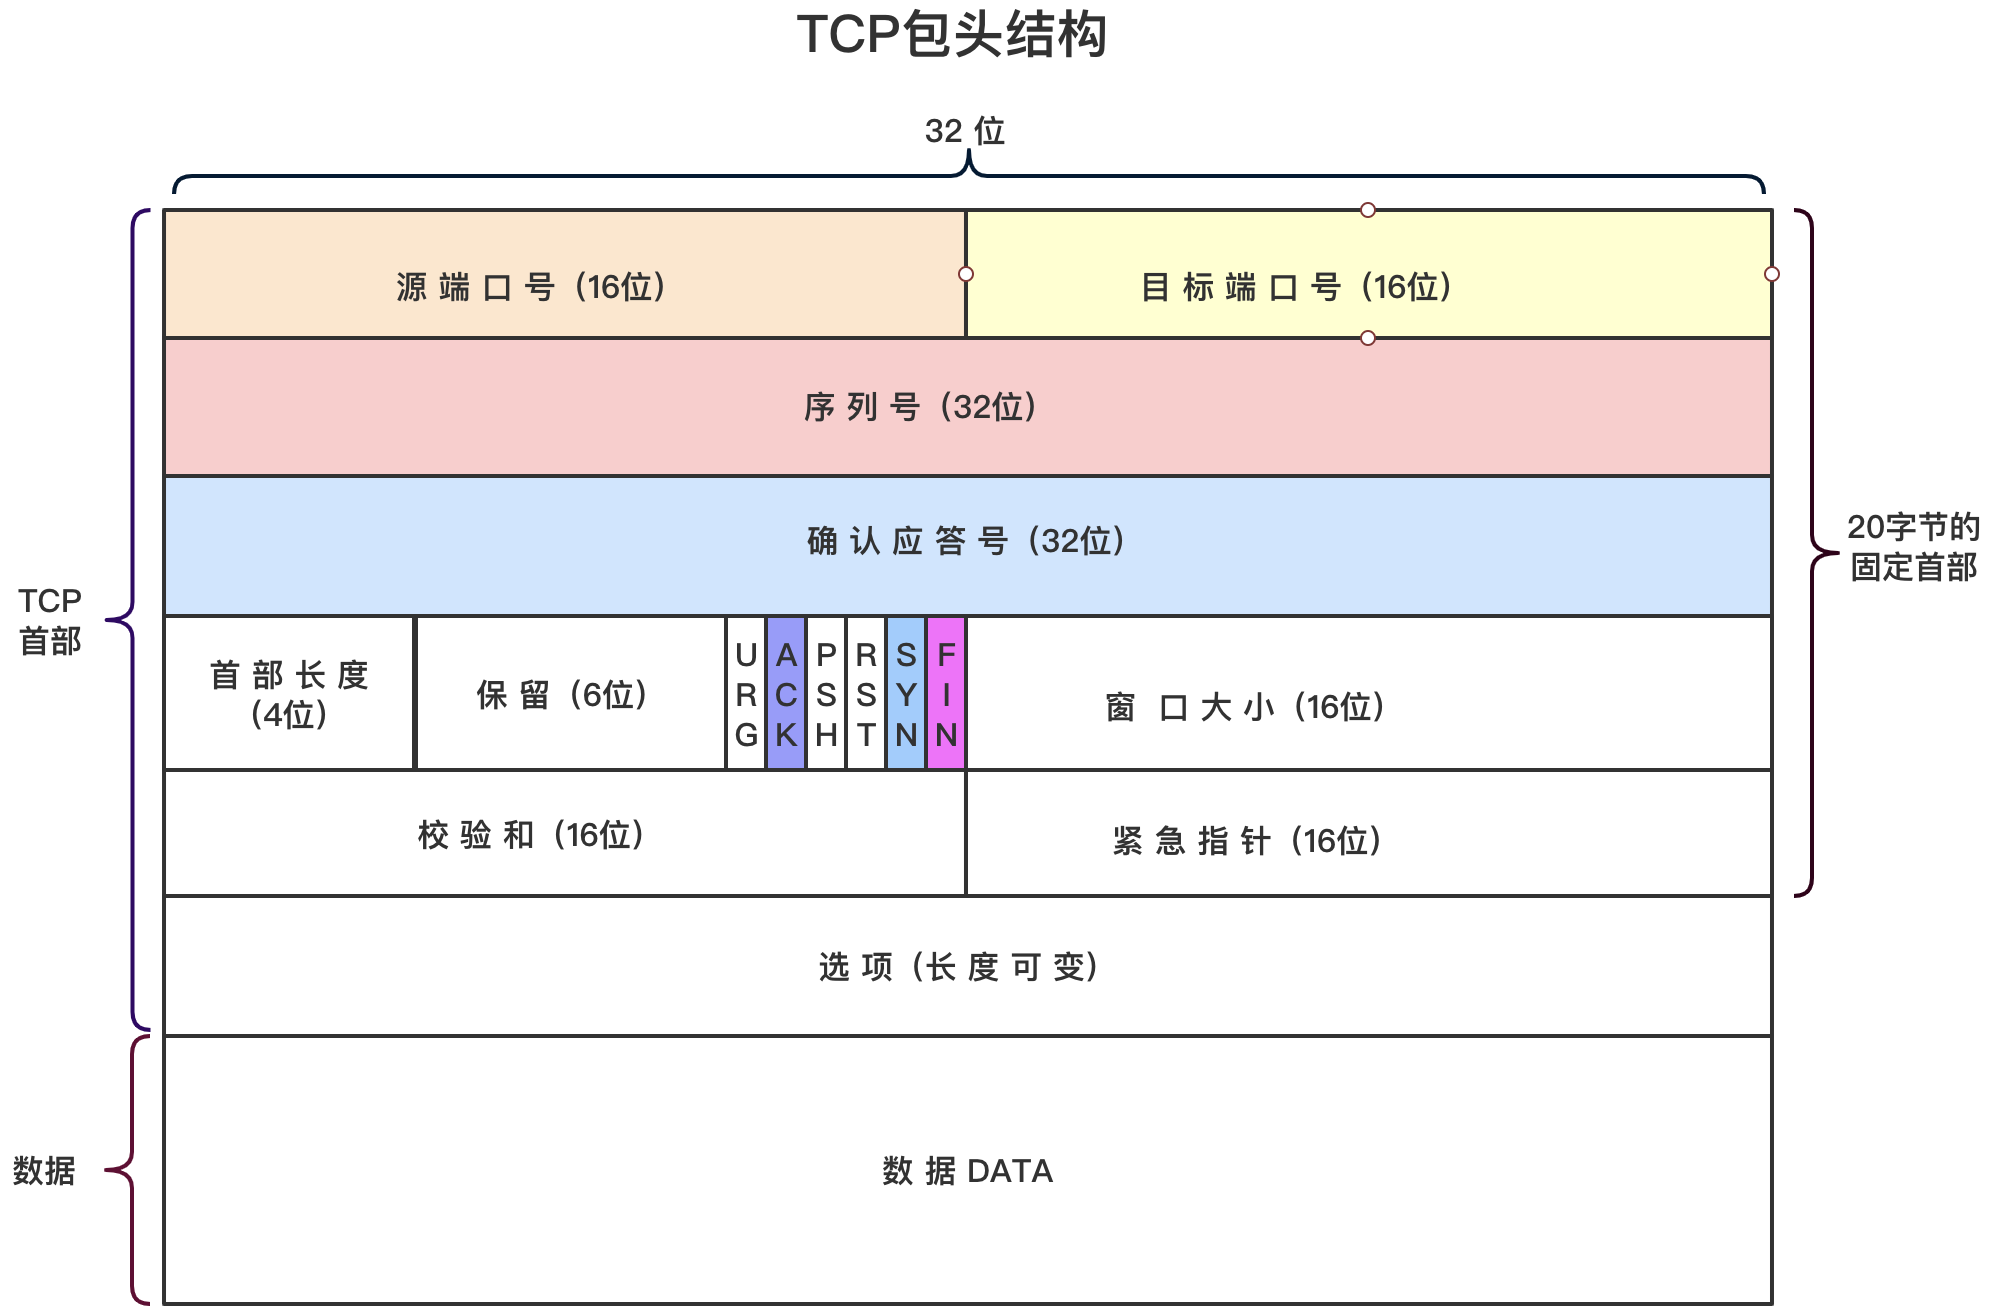 TCP包头结构
32 位
源 端 口 号（16位）
目 标 端 口 号（16位）
序 列 号（32位）
确 认 应 答 号（32位）
20字节的
固定首部
TCP
首部
首 部 长 度
（4位）
保 留（6位）
URG
ACK
PSH
RST
SYN
FIN
窗 口 大 小（16位）
校 验 和（16位）
紧 急 指 针（16位）
选 项（长 度 可 变）
数据
数 据 DATA